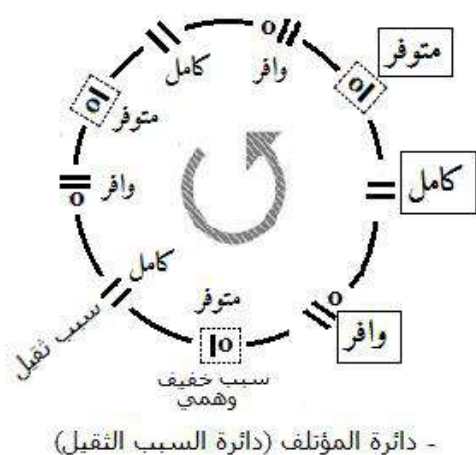 وافر
كامل
متوفر
متوفر
كامل
وافر
كامل
متوفر
وافر
سبب ثقيل
سبب خفيف
وهمي
- دائرة المؤتلف (دائرة السبب الثقيل)